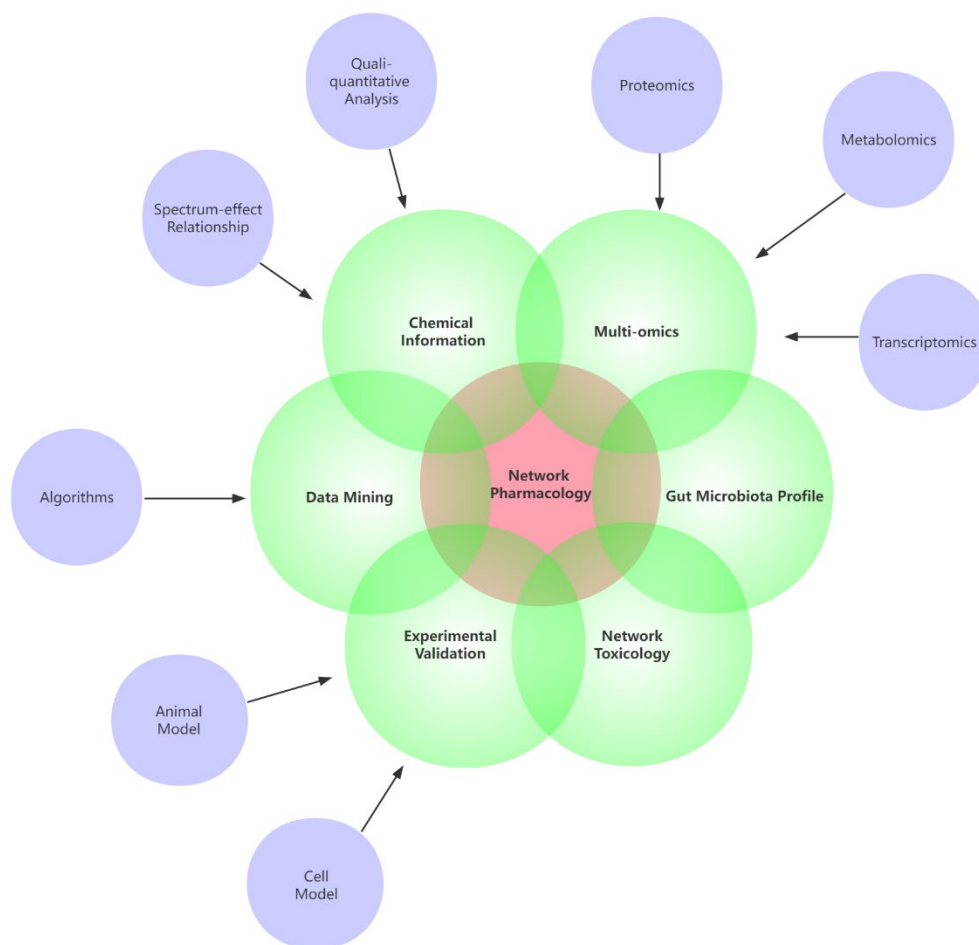 Quali-
quantitative
Analysis
Proteomics
Metabolomics
Spectrum-effect
Relationship
Chemical
Information
Multi-omics
Transcriptomics
Network
Pharmacology
Algorithms
Data Mining
Gut Microbiota Profile
Experimental
Validation
Network
Toxicology
Animal
Model
Cell
Model